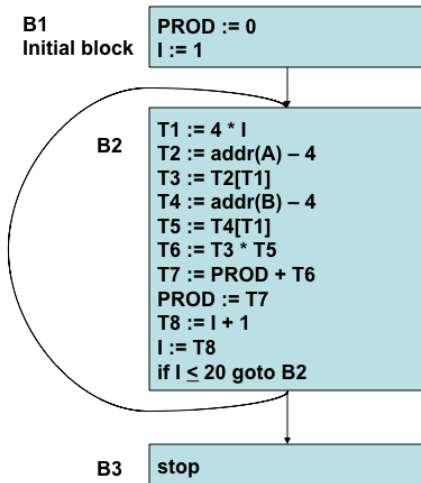 B1
Initial block
PROD := 0
I := 1
B2
T1 := 4 * I
T2 := addr(A) – 4
T3 := T2[T1]
T4 := addr(B) – 4
T5 := T4[T1]
T6 := T3 * T5
T7 := PROD + T6
PROD := T7
T8 := I + 1
I := T8
if I ≤ 20 goto B2
B3
stop